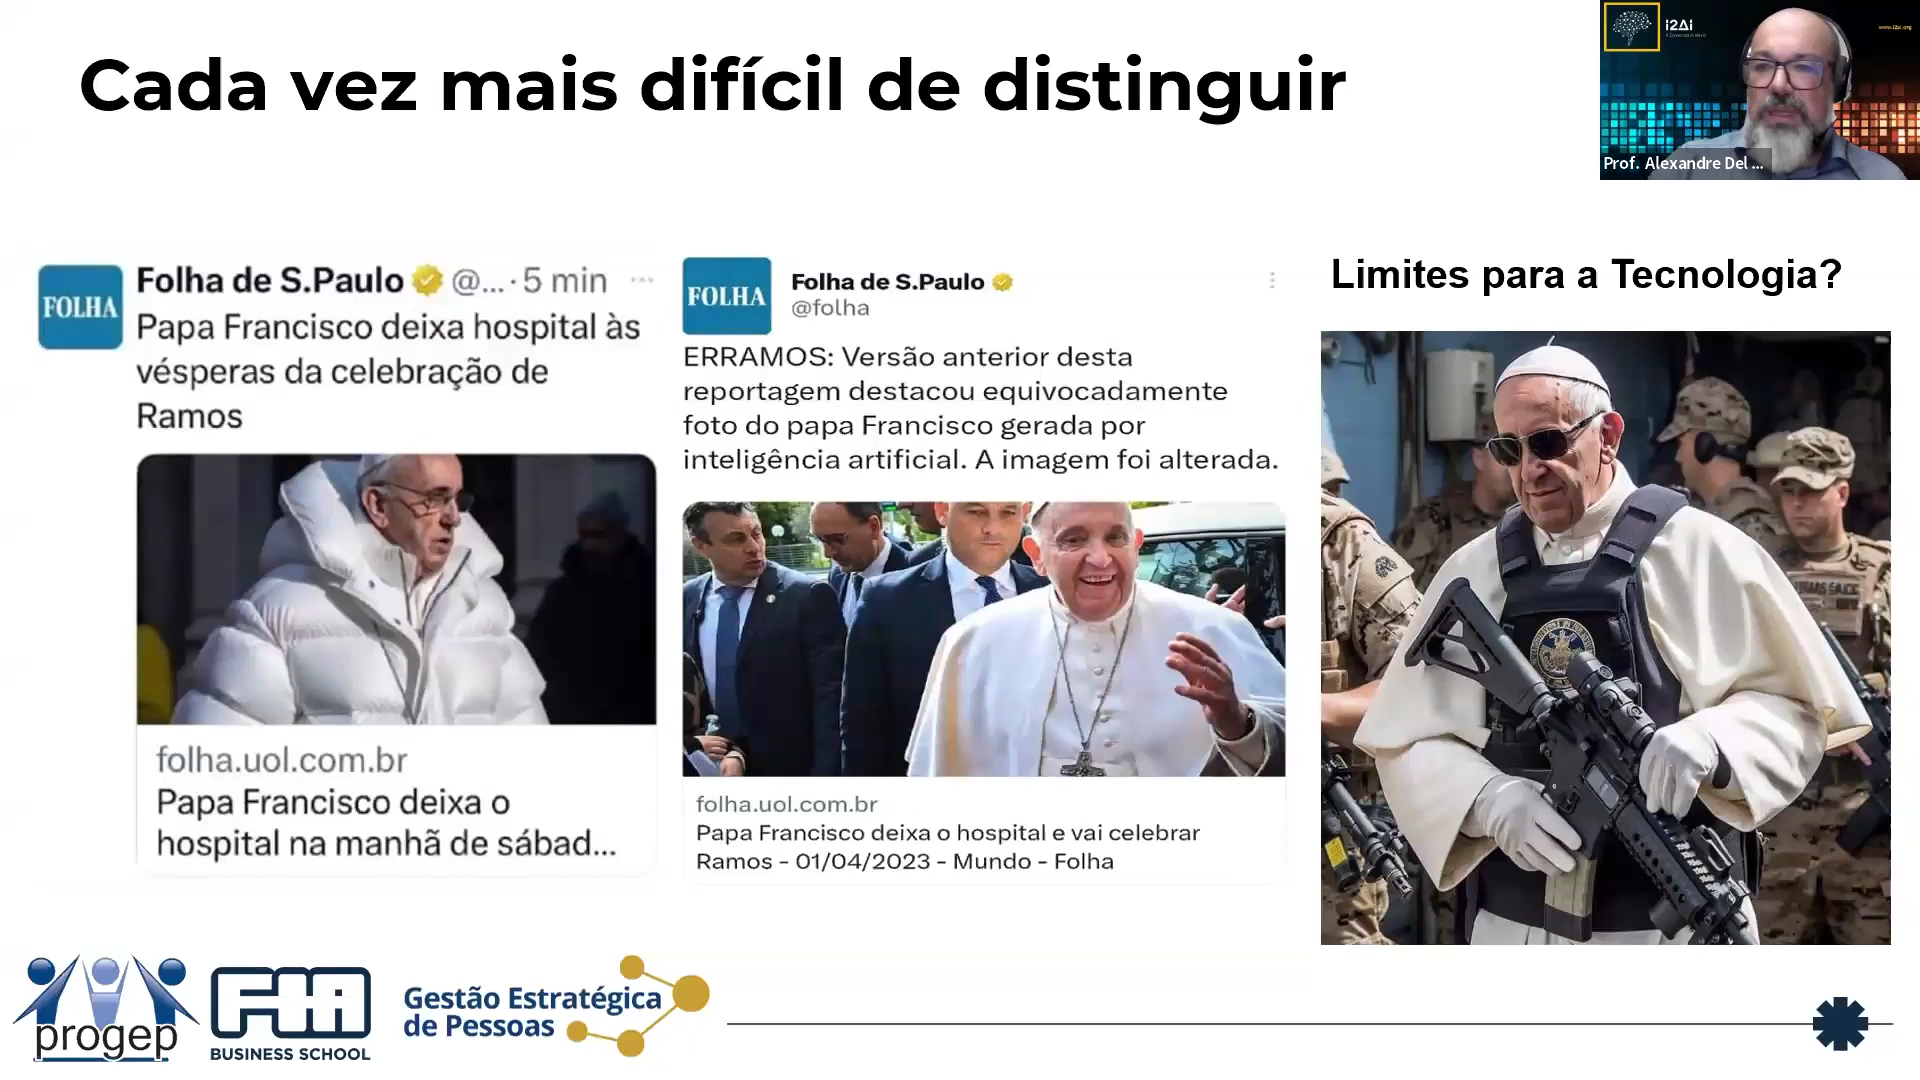 Cada vez mais difícil de distinguir
i2Ai
www.i2ai.org
Prof. Alexandre Del ...
FOLHA
Folha de S.Paulo @... · 5 min
Papa Francisco deixa hospital às
vésperas da celebração de
Ramos
folha.uol.com.br
Papa Francisco deixa o
hospital na manhã de sábad...
FOLHA
Folha de S.Paulo
@folha
ERRAMOS: Versão anterior desta
reportagem destacou equivocadamente
foto do papa Francisco gerada por
inteligência artificial. A imagem foi alterada.
folha.uol.com.br
Papa Francisco deixa o hospital e vai celebrar
Ramos - 01/04/2023 - Mundo - Folha
Limites para a Tecnologia?
progep
FIA
BUSINESS SCHOOL
Gestão Estratégica
de Pessoas